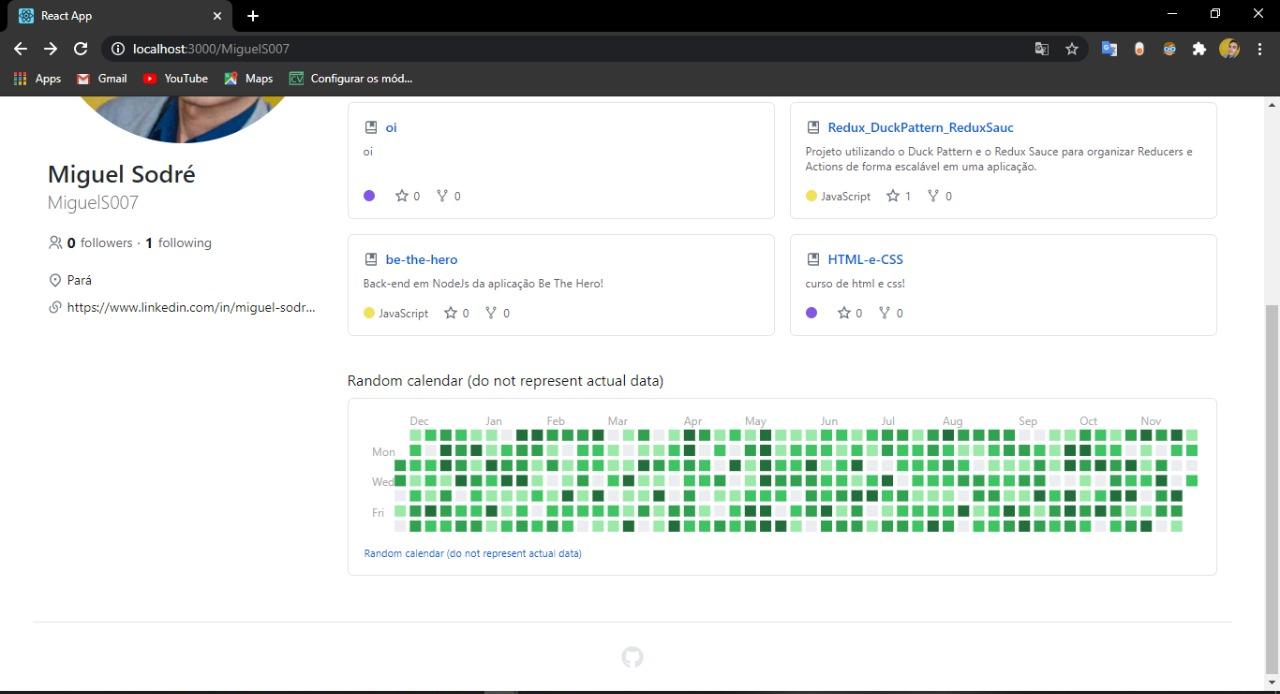 React App
localhost:3000/MiguelS007
Apps
Gmail
YouTube
Maps
Configurar os mód...
Miguel Sodré
MiguelS007
0 followers · 1 following
Pará
https://www.linkedin.com/in/miguel-sodr...
oi
oi
0 0
Redux_DuckPattern_ReduxSauc
Projeto utilizando o Duck Pattern e o Redux Sauce para organizar Reducers e
Actions de forma escalável em uma aplicação.
JavaScript 1 0
be-the-hero
Back-end em NodeJs da aplicação Be The Hero!
JavaScript 0 0
HTML-e-CSS
curso de html e css!
0 0
Random calendar (do not represent actual data)
Dec Jan Feb Mar Apr May Jun Jul Aug Sep Oct Nov
Mon
Wed
Fri
Random calendar (do not represent actual data)